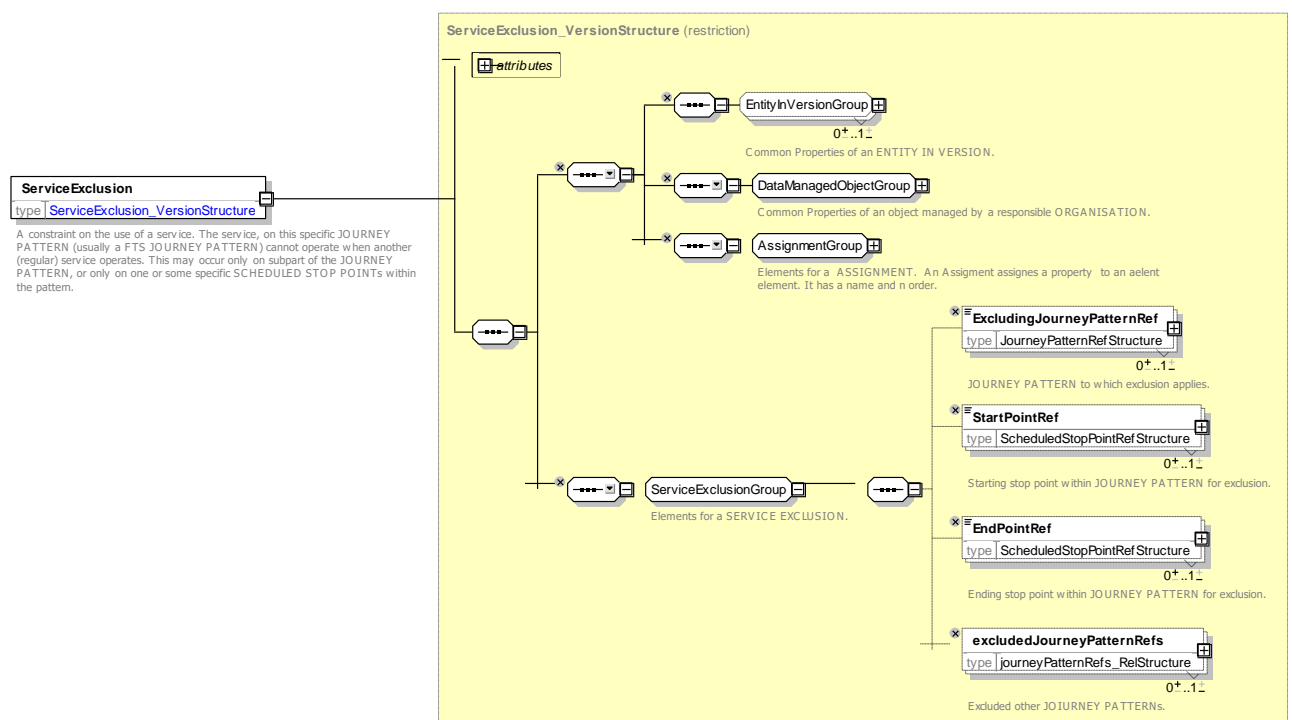 ServiceExclusion_VersionStructure (restriction)
attributes
EntityInVersionGroup
0..1
Common Properties of an ENTITY IN VERSION.
DataManagedObjectGroup
Common Properties of an object managed by a responsible ORGANISATION.
AssignmentGroup
Elements for a ASSIGNMENT. An Assigment assignes a property to an aelent
element. It has a name and n order.
ServiceExclusion
type ServiceExclusion_VersionStructure
A constraint on the use of a service. The service, on this specific JOURNEY
PATTERN (usually a FTS JOURNEY PATTERN) cannot operate when another
(regular) service operates. This may occur only on subpart of the JOURNEY
PATTERN, or only on one or some specific SCHEDULED STOP POINTs within
the pattern.
ServiceExclusionGroup
Elements for a SERVICE EXCLUSION.
ExcludingJourneyPatternRef
type JourneyPatternRefStructure
0..1
JOURNEY PATTERN to which exclusion applies.
StartPointRef
type ScheduledStopPointRefStructure
0..1
Starting stop point within JOURNEY PATTERN for exclusion.
EndPointRef
type ScheduledStopPointRefStructure
0..1
Ending stop point within JOURNEY PATTERN for exclusion.
excludedJourneyPatternRefs
type journeyPatternRefs_RelStructure
0..1
Excluded other JOIURNEY PATTERNs.